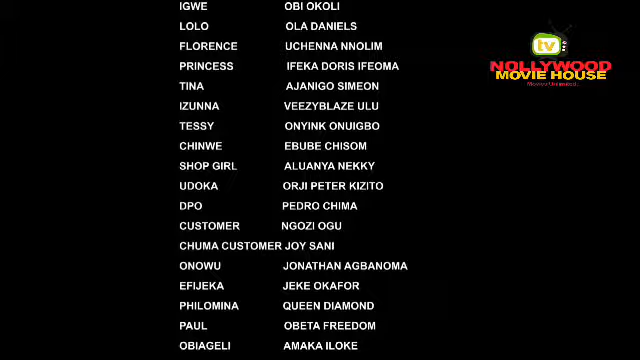 IGWE OBI OKOLI
LOLO OLA DANIELS
FLORENCE UCHENNA NNOLIM
PRINCESS IFEKA DORIS IFEOMA
TINA AJANIGO SIMEON
IZUNNA VEEZYBLAZE ULU
TESSY ONYINK ONUIGBO
CHINWE EBUBE CHISOM
SHOP GIRL ALUANYA NEKKY
UDOKA ORJI PETER KIZITO
DPO PEDRO CHIMA
CUSTOMER NGOZI OGU
CHUMA CUSTOMER JOY SANI
ONOWU JONATHAN AGBANOMA
EFIJEKA JEKE OKAFOR
PHILOMINA QUEEN DIAMOND
PAUL OBETA FREEDOM
OBIAGELI AMAKA ILOKE
tv
NOLLYWOOD
MOVIE HOUSE